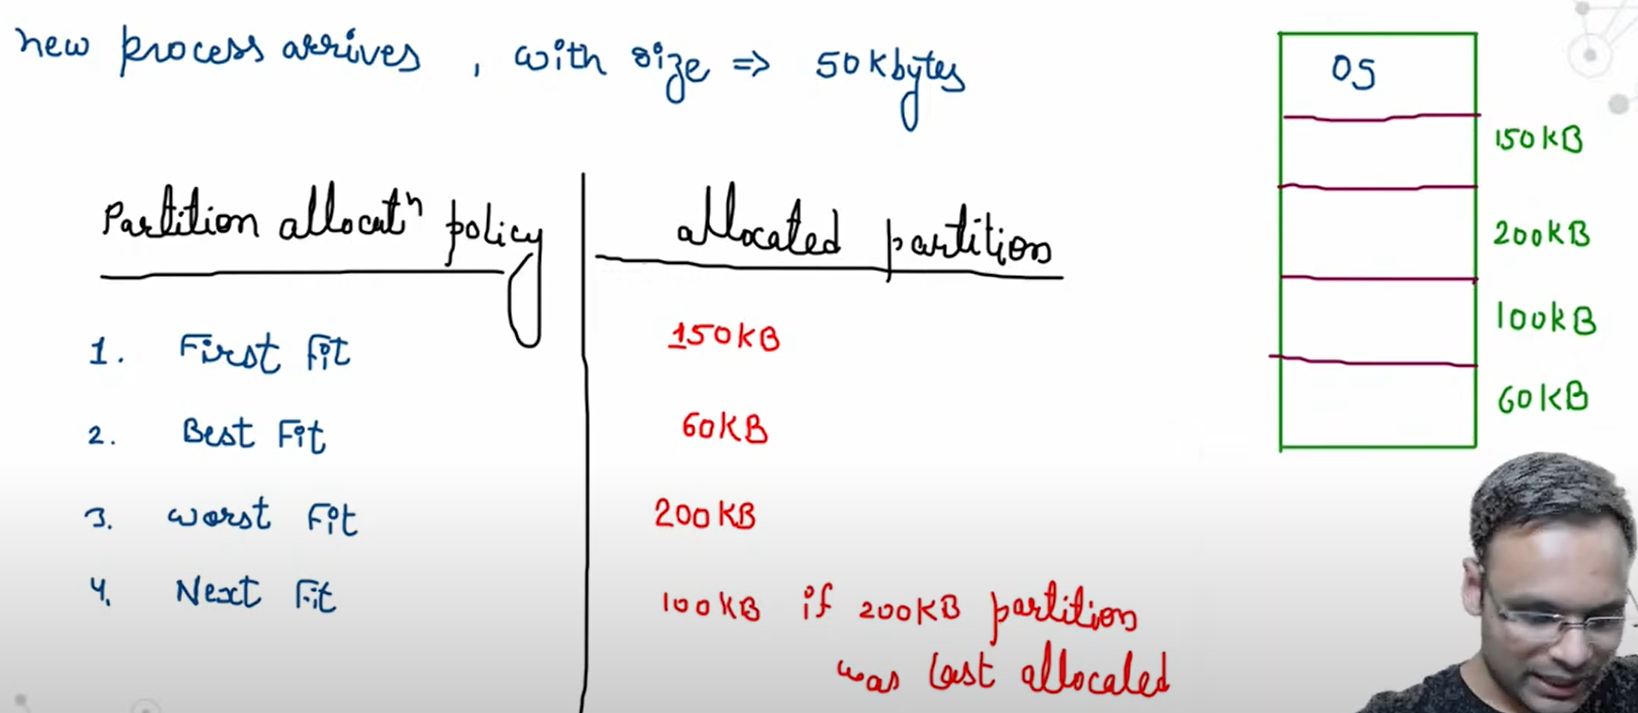 new process arrives , with size => 50kbytes
Partition allocatⁿ policy
allocated partition
1. First Fit
150KB
2. Best Fit
60KB
3. worst Fit
200KB
4. Next Fit
100KB if 200KB partition
was last allocated
OS
150KB
200KB
100KB
60KB